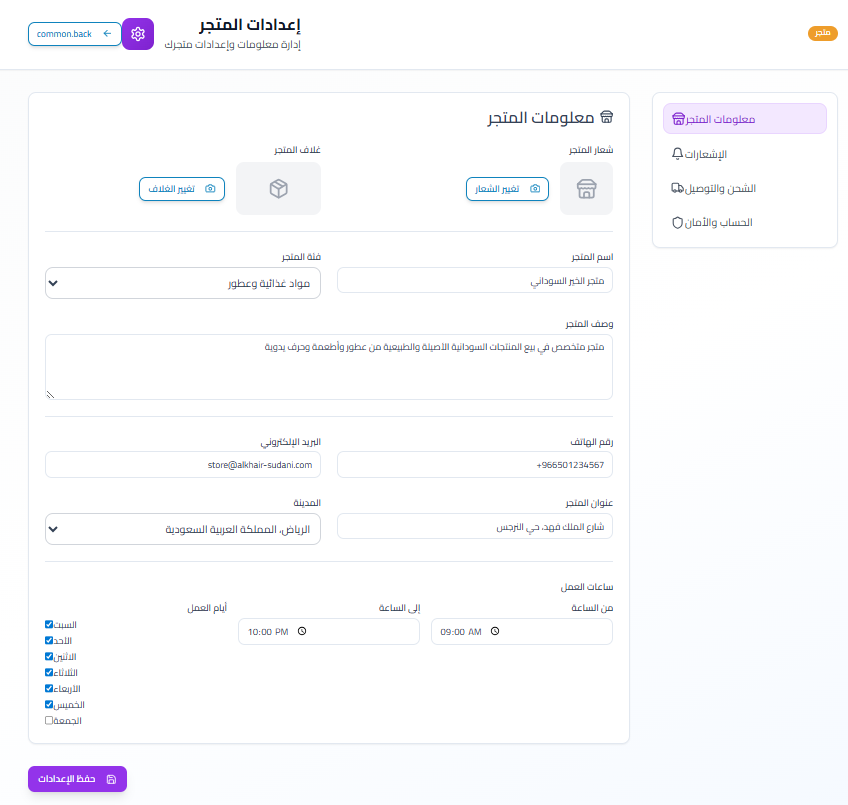 متجر
إعدادات المتجر
إدارة معلومات وإعدادات متجرك
common.back
معلومات المتجر
الإشعارات
الشحن والتوصيل
الحساب والأمان
معلومات المتجر
شعار المتجر
غلاف المتجر
تغيير الشعار
تغيير الغلاف
اسم المتجر
فئة المتجر
متجر الخير السوداني
مواد غذائية وعطور
وصف المتجر
متجر متخصص في بيع المنتجات السودانية الأصيلة والطبيعية من عطور وأطعمة وحرف يدوية
رقم الهاتف
البريد الإلكتروني
+966501234567
store@alkhair-sudani.com
عنوان المتجر
المدينة
شارع الملك فهد، حي النرجس
الرياض، المملكة العربية السعودية
ساعات العمل
من الساعة
إلى الساعة
أيام العمل
09:00 AM
10:00 PM
السبت
الأحد
الاثنين
الثلاثاء
الأربعاء
الخميس
الجمعة
حفظ الإعدادات